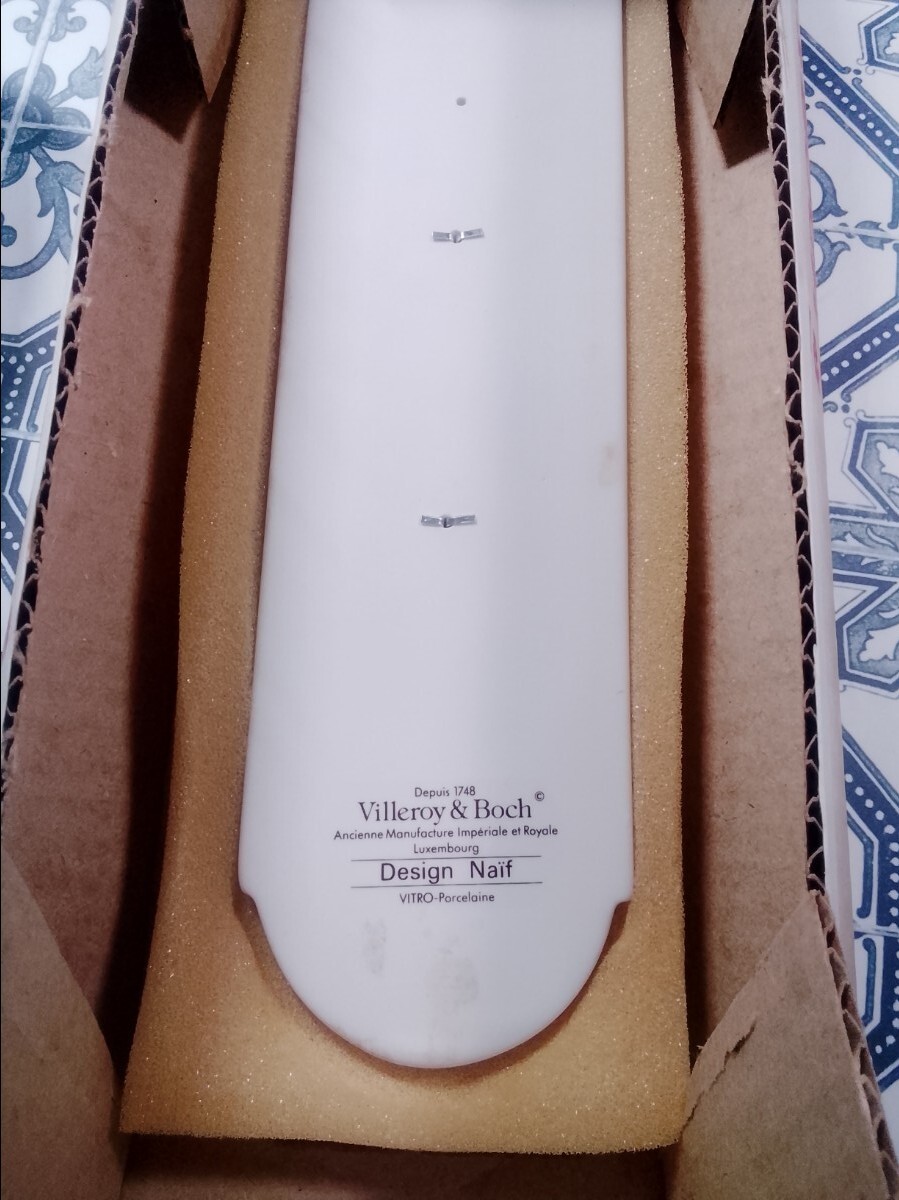 Depuis 1748
Villeroy & Boch©
Ancienne Manufacture Impériale et Royale
Luxembourg
Design Naïf
VITRO-Porcelaine